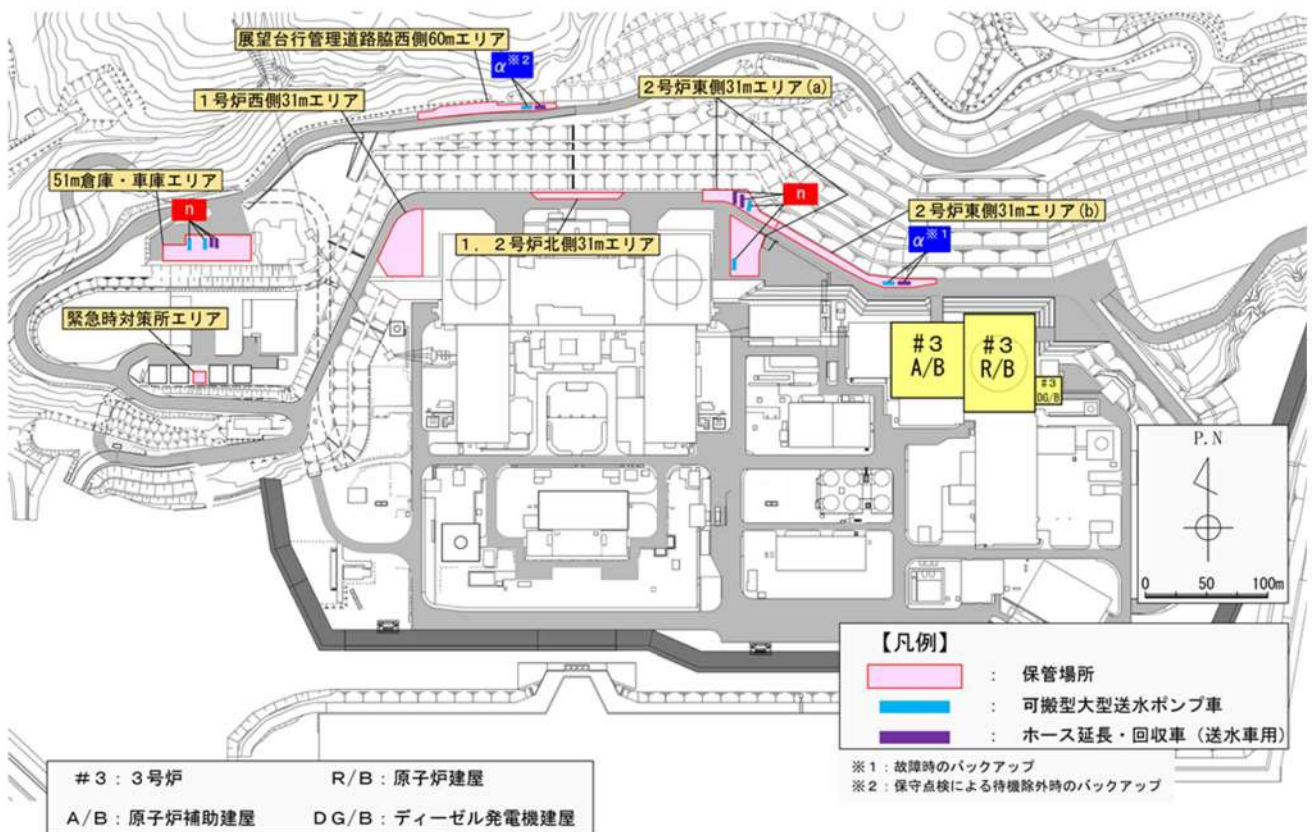 展望台行管理道路脇西側60mエリア
α※2
1号炉西側31mエリア
2号炉東側31mエリア(a)
51m倉庫・車庫エリア
n
n
2号炉東側31mエリア(b)
1，2号炉北側31mエリア
α※1
緊急時対策所エリア
#3
A/B
#3
R/B
#3
DG/B
P.N
0 50 100m
【凡例】
： 保管場所
： 可搬型大型送水ポンプ車
： ホース延長・回収車（送水車用）
※1：故障時のバックアップ
※2：保守点検による待機除外時のバックアップ
#3：3号炉 R/B：原子炉建屋
A/B：原子炉補助建屋 DG/B：ディーゼル発電機建屋